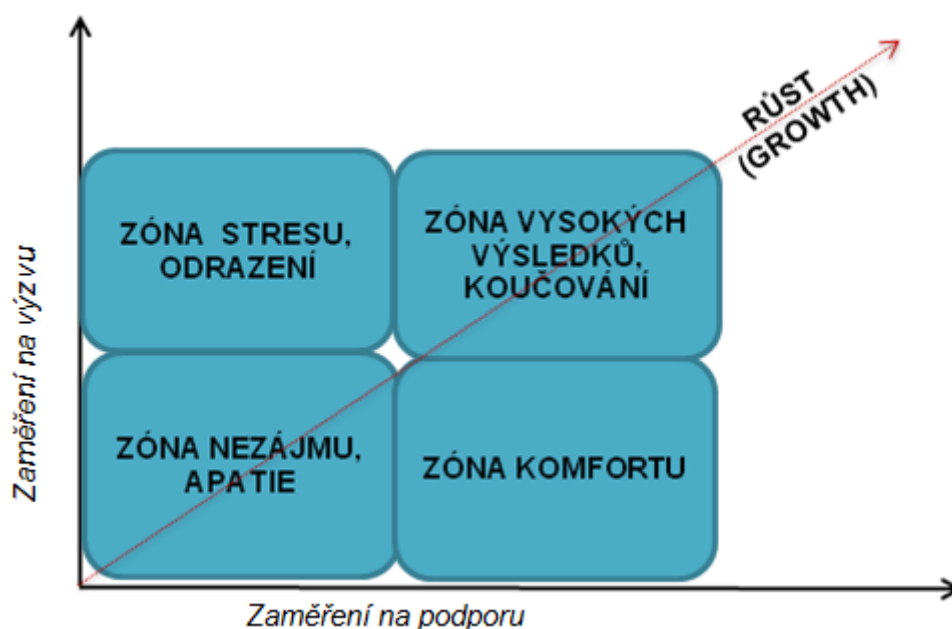 RŮST
(GROWTH)
ZÓNA STRESU,
ODRAZENÍ
ZÓNA VYSOKÝCH
VÝSLEDKŮ,
KOUČOVÁNÍ
Zaměření na výzvu
ZÓNA NEZÁJMU,
APATIE
ZÓNA KOMFORTU
Zaměření na podporu